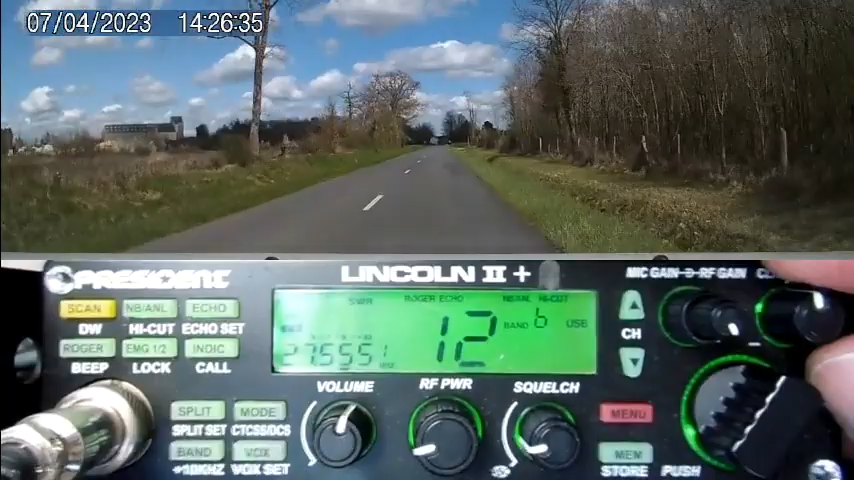 07/04/2023 14:26:35
PRESIDENT LINCOLN II + MIC GAIN RF GAIN
SCAN NB/ANL ECHO
DW HI-CUT ECHO SET
ROGER EMG 1/2 INDIC
BEEP LOCK CALL
SWR ROGER ECHO NB/ANL HI-CUT
12 BAND 6 USB
27.555
CH
VOLUME RF PWR SQUELCH
SPLIT MODE
SPLIT SET CTCSS/DCS
BAND VOX
+10KHZ VOX SET
MENU
MEM
STORE PUSH